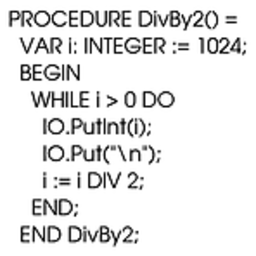 PROCEDURE DivBy2() =
VAR i: INTEGER := 1024;
BEGIN
WHILE i > 0 DO
IO.PutInt(i);
IO.Put("\n");
i := i DIV 2;
END;
END DivBy2;